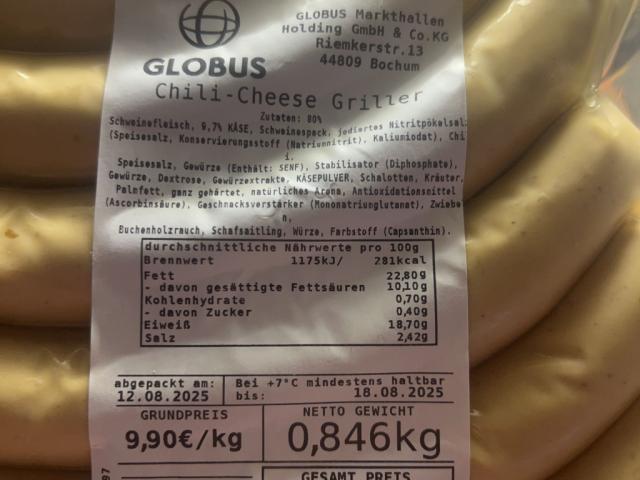 GLOBUS
GLOBUS Markthallen
Holding GmbH & Co.KG
Riemkerstr.13
44809 Bochum
Chili-Cheese Griller
Zutaten: 80%
Schweinefleisch, 9,7% KÄSE, Schweinespeck, jodiertes Nitritpökelsal
(Speisesalz, Konservierungsstoff (Natriumnitrit), Kaliumiodat), Chi
i,
Speisesalz, Gewürze (Enthält: SENF), Stabilisator (Diphosphate),
Gewürze, Dextrose, Gewürzextrakte, KÄSEPULVER, Schalotten, Kräuter,
Palmfett, ganz gehärtet, natürliches Aroma, Antioxidationsmittel
(Ascorbinsäure), Geschmacksverstärker (Mononatriumglutamat), Zwiebe
n,
Buchenholzrauch, Schafsaitling, Würze, Farbstoff (Capsanthin).
durchschnittliche Nährwerte pro 100g
Brennwert 1175kJ/ 281kcal
Fett 22,80g
- davon gesättigte Fettsäuren 10,10g
Kohlenhydrate 0,70g
- davon Zucker 0,40g
Eiweiß 18,70g
Salz 2,42g
abgepackt am: Bei +7°C mindestens haltbar
12.08.2025 bis: 18.08.2025
GRUNDPREIS NETTO GEWICHT
9,90€/kg 0,846kg
GESAMT PREIS
97